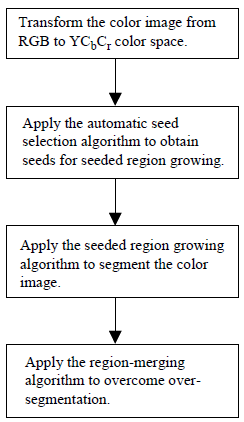 Transform the color image from
RGB to YCbCr color space.
Apply the automatic seed
selection algorithm to obtain
seeds for seeded region growing.
Apply the seeded region growing
algorithm to segment the color
image.
Apply the region-merging
algorithm to overcome over-
segmentation.